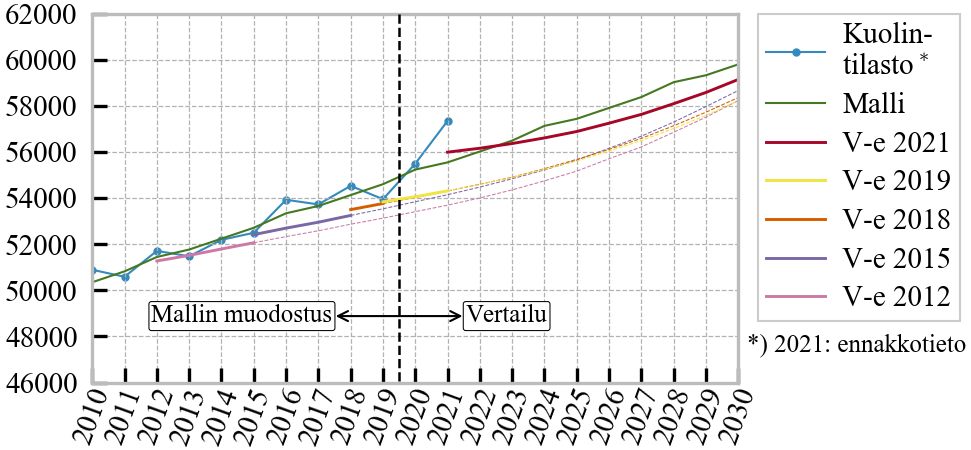 62000
60000
58000
56000
54000
52000
50000
48000
46000
Mallin muodostus
Vertailu
2010
2011
2012
2013
2014
2015
2016
2017
2018
2019
2020
2021
2022
2023
2024
2025
2026
2027
2028
2029
2030
Kuolin-
tilasto *
Malli
V-e 2021
V-e 2019
V-e 2018
V-e 2015
V-e 2012
*) 2021: ennakkotieto